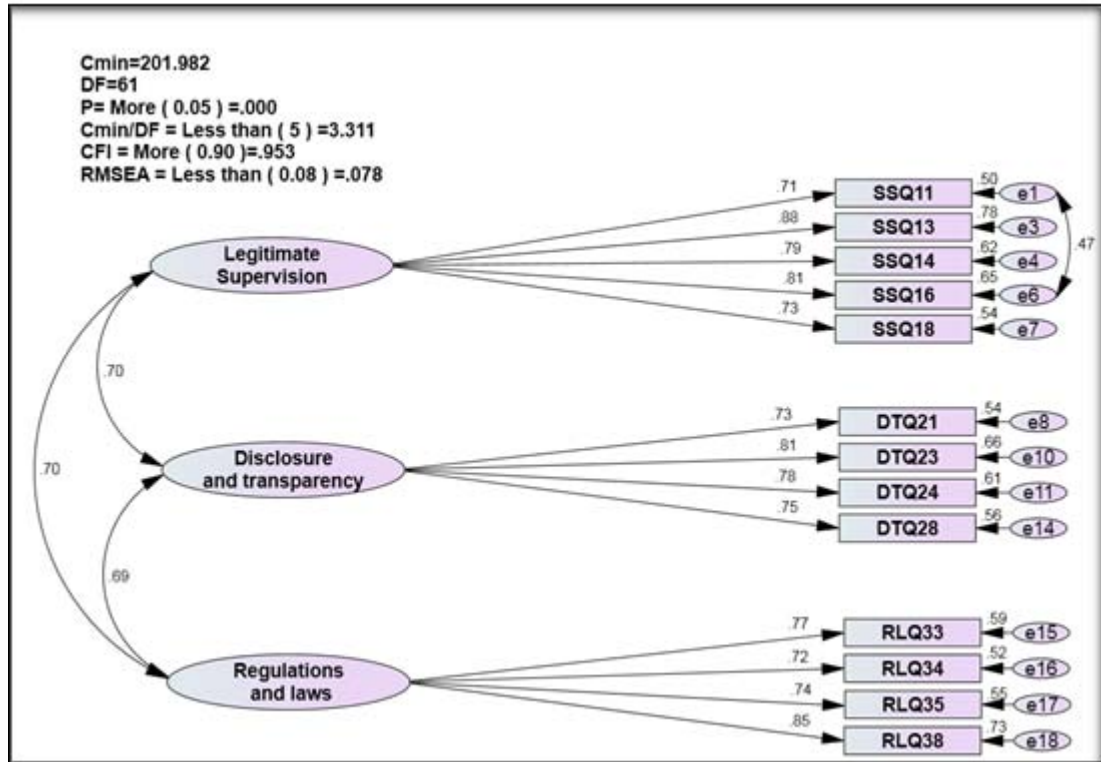 Cmin=201.982
DF=61
P= More ( 0.05 ) =.000
Cmin/DF = Less than ( 5 ) =3.311
CFI = More ( 0.90 )=.953
RMSEA = Less than ( 0.08 ) =.078
Legitimate
Supervision
.71
SSQ11
.50
e1
.88
SSQ13
.78
e3
.79
SSQ14
.62
e4
.81
SSQ16
.65
e6
.73
SSQ18
.54
e7
.47
.70
.70
Disclosure
and transparency
.73
DTQ21
.54
e8
.81
DTQ23
.66
e10
.78
DTQ24
.61
e11
.75
DTQ28
.56
e14
.69
Regulations
and laws
.77
RLQ33
.59
e15
.72
RLQ34
.52
e16
.74
RLQ35
.55
e17
.85
RLQ38
.73
e18